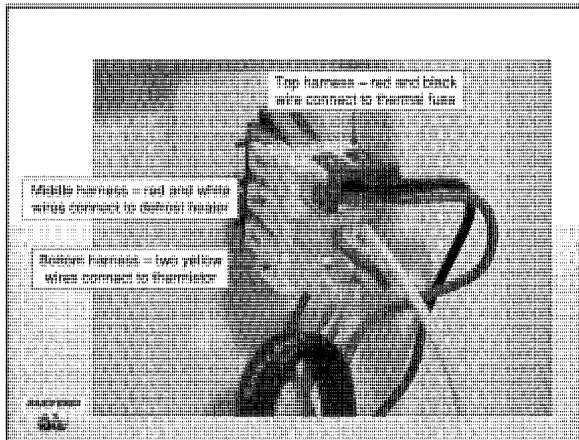 Top harness – red and black
wire connect to thermal fuse
Middle harness = red and white
wires connect to defrost heater
Bottom harness = two yellow
wires connect to thermistor